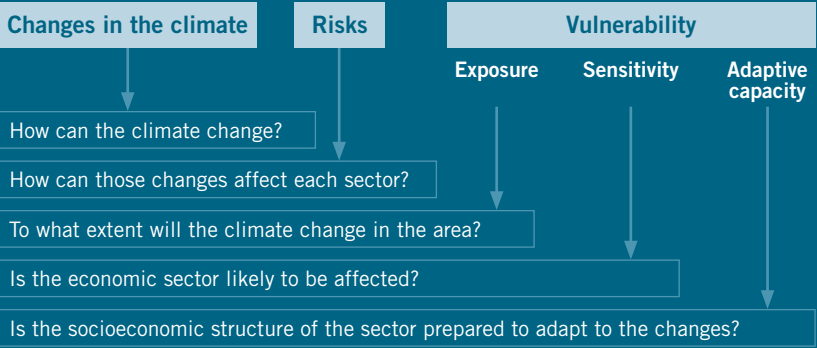 Changes in the climate
Risks
Vulnerability
Exposure
Sensitivity
Adaptive
capacity
How can the climate change?
How can those changes affect each sector?
To what extent will the climate change in the area?
Is the economic sector likely to be affected?
Is the socioeconomic structure of the sector prepared to adapt to the changes?